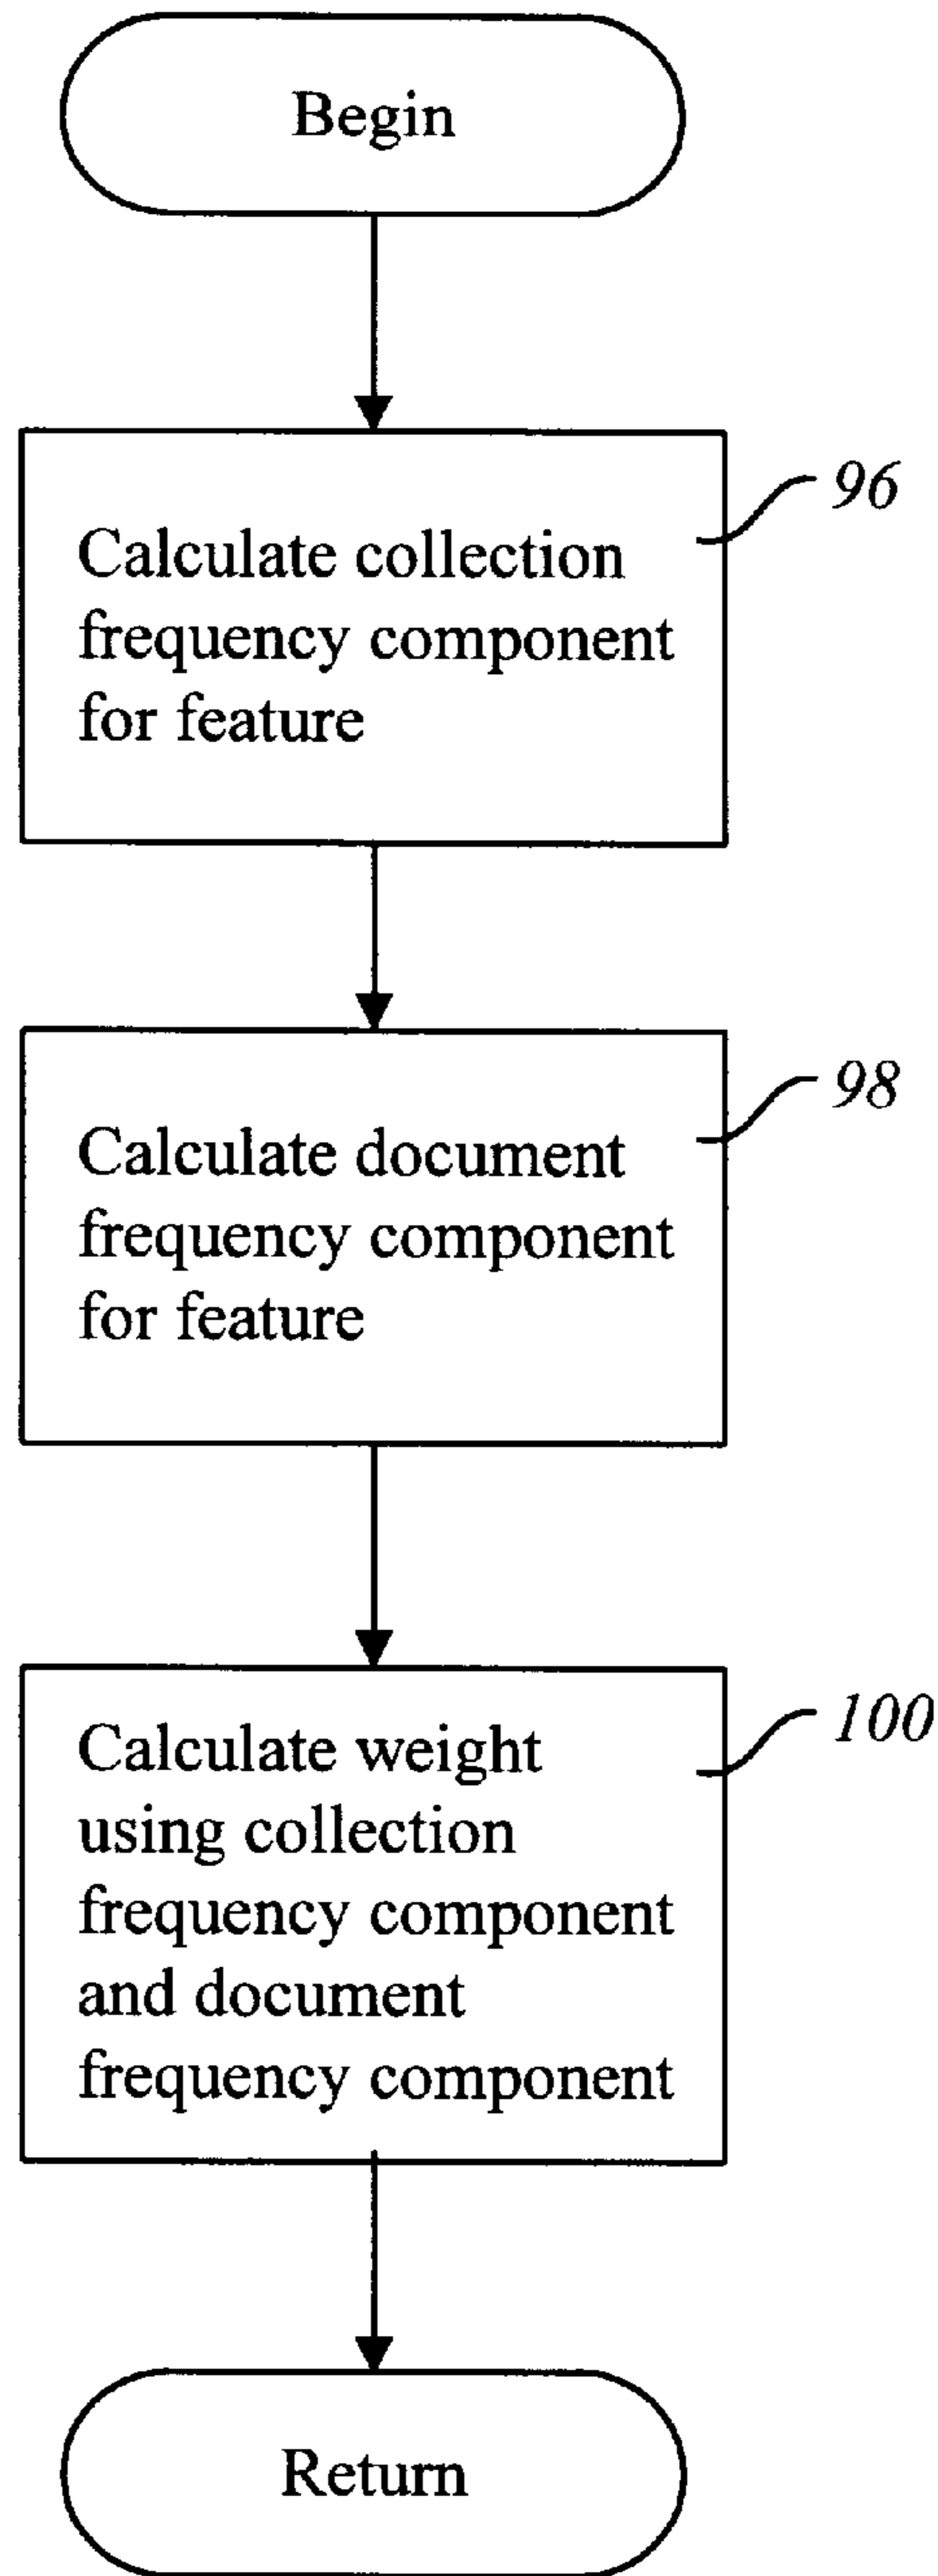 Begin
96
Calculate collection
frequency component
for feature
98
Calculate document
frequency component
for feature
100
Calculate weight
using collection
frequency component
and document
frequency component
Return